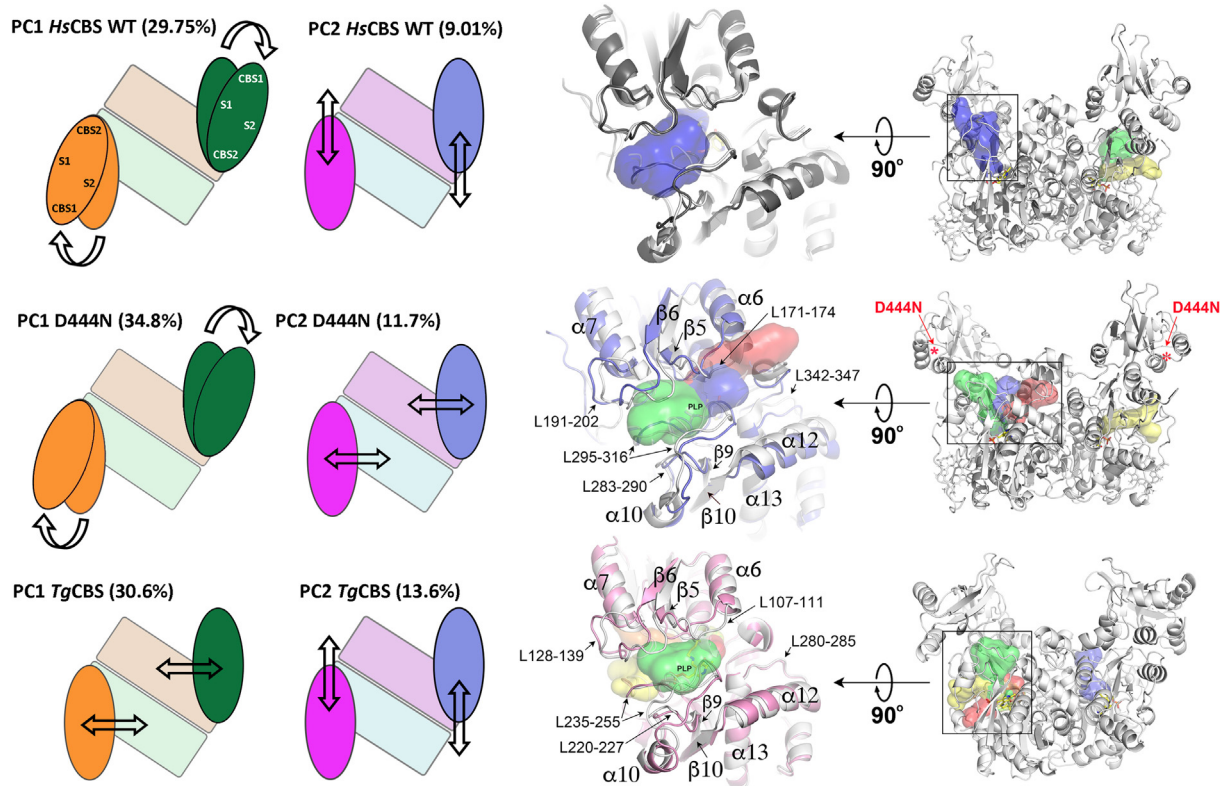 PC1 HsCBS WT (29.75%)
PC2 HsCBS WT (9.01%)
CBS1
S1
S2
CBS2
CBS2
S1
S2
CBS1
90°
PC1 D444N (34.8%)
PC2 D444N (11.7%)
α7
β6
β5
α6
L171-174
L342-347
L191-202
PLP
α12
L295-316
β9
L283-290
α13
α10
β10
90°
D444N
*
D444N
*
PC1 TgCBS (30.6%)
PC2 TgCBS (13.6%)
α7
β6
β5
α6
L107-111
L128-139
L280-285
PLP
α12
L235-255
β9
L220-227
α13
α10
β10
90°